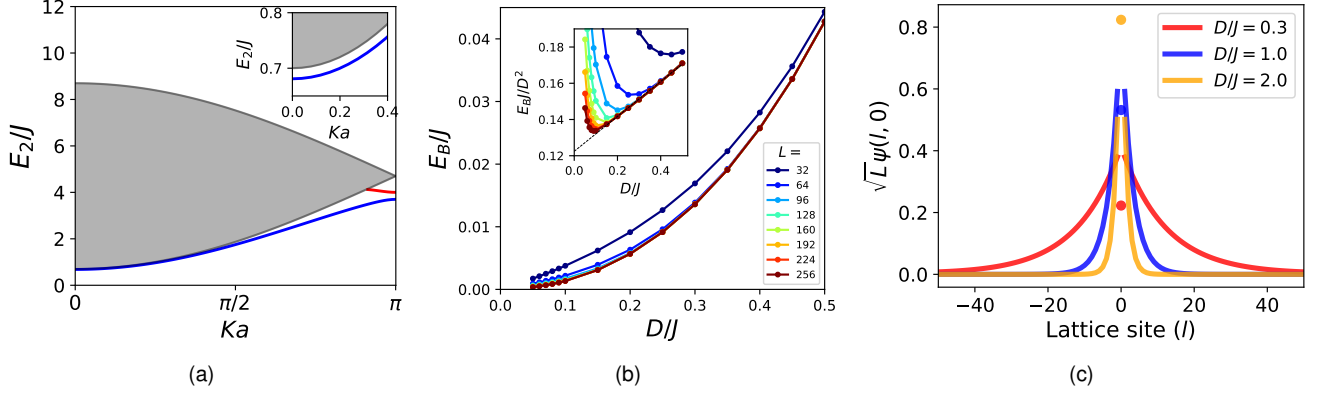 12
10
8
6
4
2
0
E₂/J
0
π/2
π
Ka
0.8
0.7
E₂/J
0.0
0.2
0.4
Ka
(a)
0.04
0.03
0.02
0.01
0.00
E_B/J
0.0
0.1
0.2
0.3
0.4
0.5
D/J
0.18
0.16
0.14
0.12
E_BJ/D²
0.0
0.2
0.4
D/J
L =
32
64
96
128
160
192
224
256
(b)
0.8
0.6
0.4
0.2
0.0
√L ψ(l, 0)
−40
−20
0
20
40
Lattice site (l)
D/J = 0.3
D/J = 1.0
D/J = 2.0
(c)